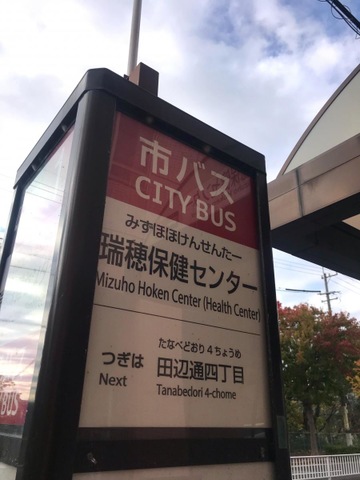 市バス
CITY BUS
みずほほけんせんたー
瑞穂保健センター
Mizuho Hoken Center (Health Center)
たなべどおり4ちょうめ
つぎは 田辺通四丁目
Next Tanabedori 4-chome
BUS